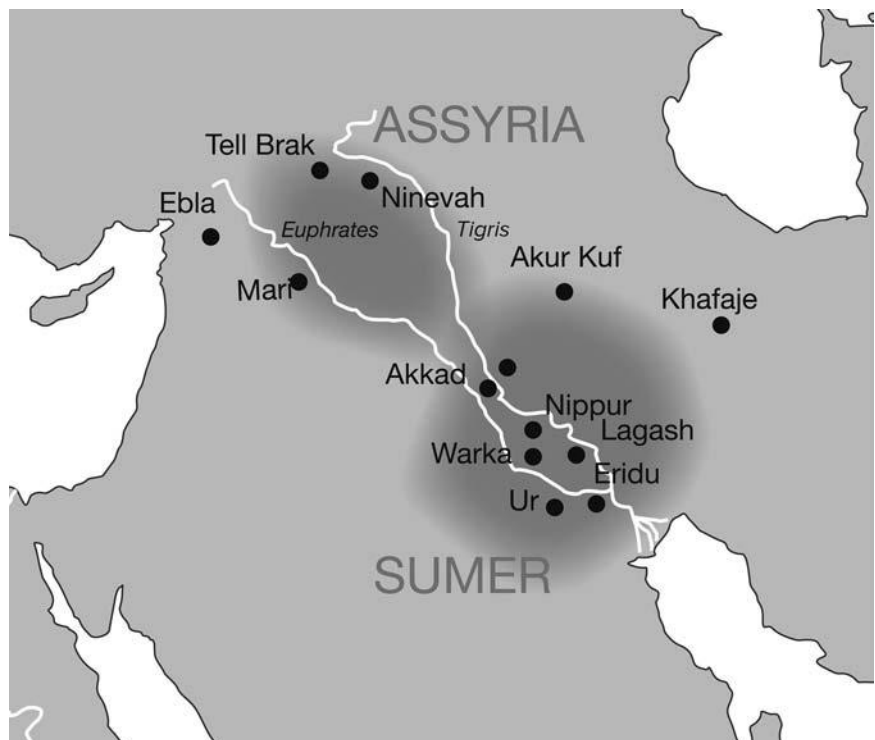 ASSYRIA
Tell Brak
Ninevah
Ebla
Euphrates
Tigris
Akur Kuf
Mari
Khafaje
Akkad
Nippur
Lagash
Warka
Eridu
Ur
SUMER